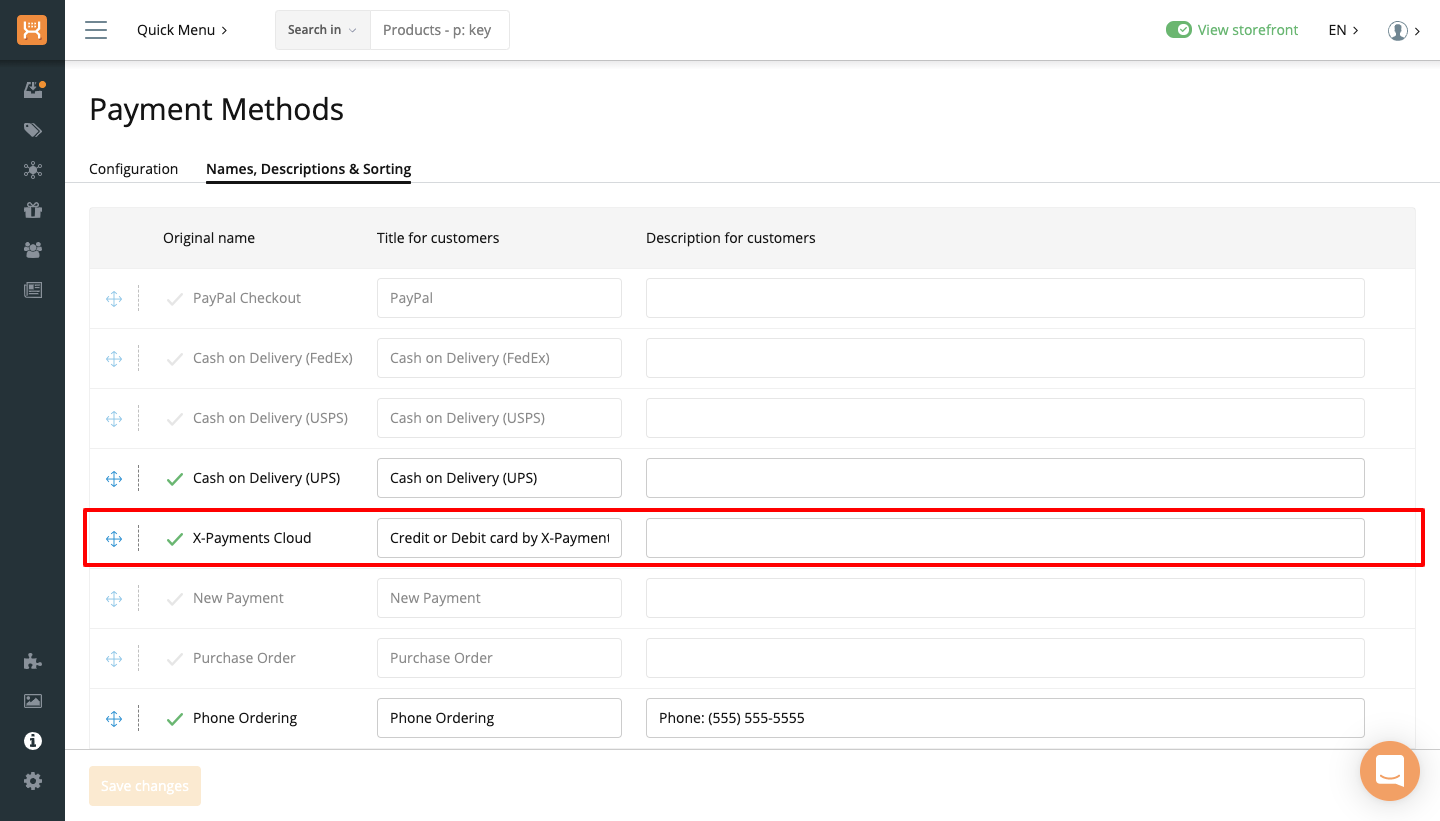 Quick Menu
Search in
Products - p: key
View storefront
EN
Payment Methods
Configuration
Names, Descriptions & Sorting
Original name
Title for customers
Description for customers
PayPal Checkout
PayPal
Cash on Delivery (FedEx)
Cash on Delivery (FedEx)
Cash on Delivery (USPS)
Cash on Delivery (USPS)
Cash on Delivery (UPS)
Cash on Delivery (UPS)
X-Payments Cloud
Credit or Debit card by X-Payment
New Payment
New Payment
Purchase Order
Purchase Order
Phone Ordering
Phone Ordering
Phone: (555) 555-5555
Save changes